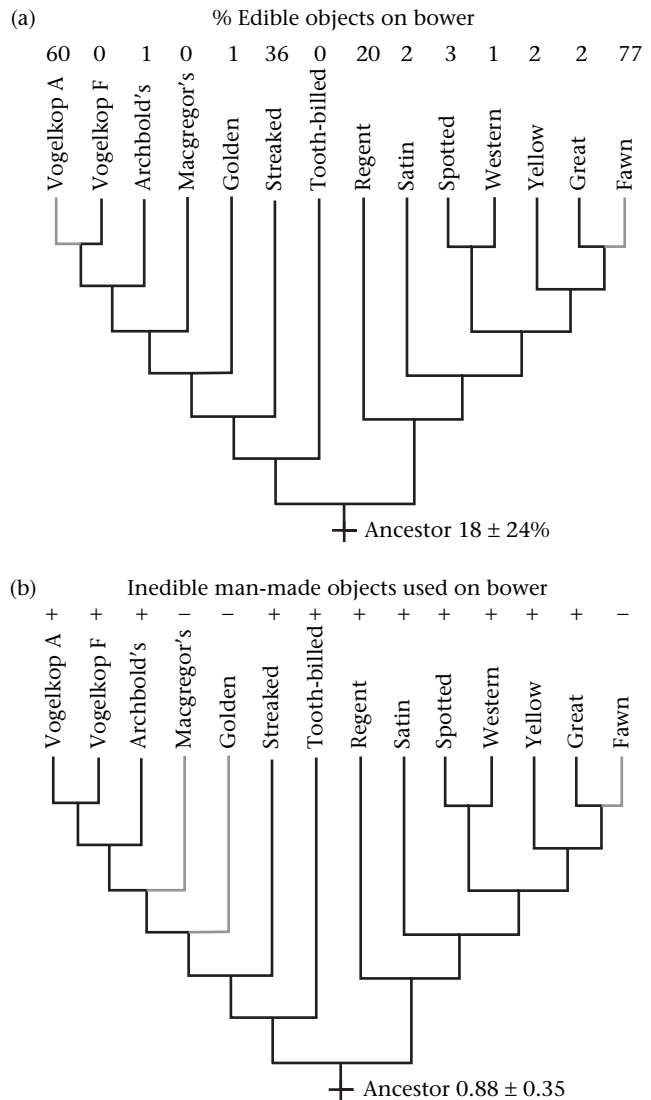 (a) % Edible objects on bower
60 0 1 0 1 36 0 20 2 3 1 2 2 77
Vogelkop A
Vogelkop F
Archbold's
Macgregor's
Golden
Streaked
Tooth-billed
Regent
Satin
Spotted
Western
Yellow
Great
Fawn
Ancestor 18 ± 24%
(b) Inedible man-made objects used on bower
+ + + – – + + + + + + + + –
Vogelkop A
Vogelkop F
Archbold's
Macgregor's
Golden
Streaked
Tooth-billed
Regent
Satin
Spotted
Western
Yellow
Great
Fawn
Ancestor 0.88 ± 0.35